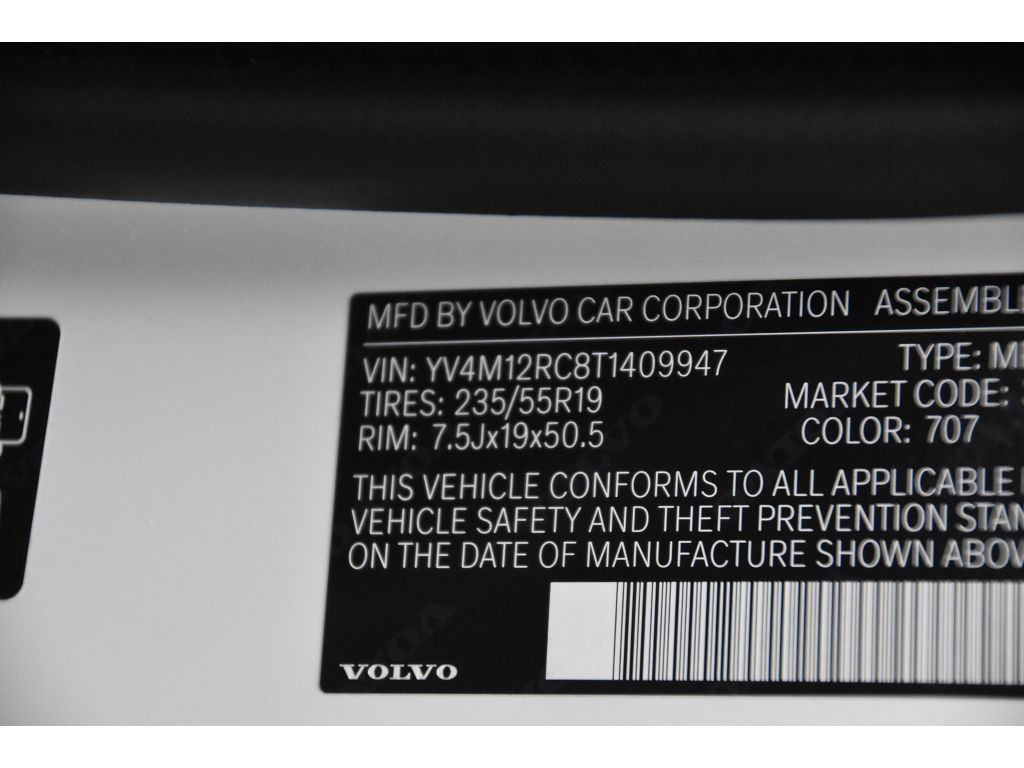 MFD BY VOLVO CAR CORPORATION
VIN: YV4M12RC8T1409947
TYPE:
TIRES: 235/55R19
MARKET CODE:
RIM: 7.5Jx19x50.5
COLOR: 707
THIS VEHICLE CONFORMS TO ALL APPLICABLE
VEHICLE SAFETY AND THEFT PREVENTION
ON THE DATE OF MANUFACTURE SHOWN
VOLVO